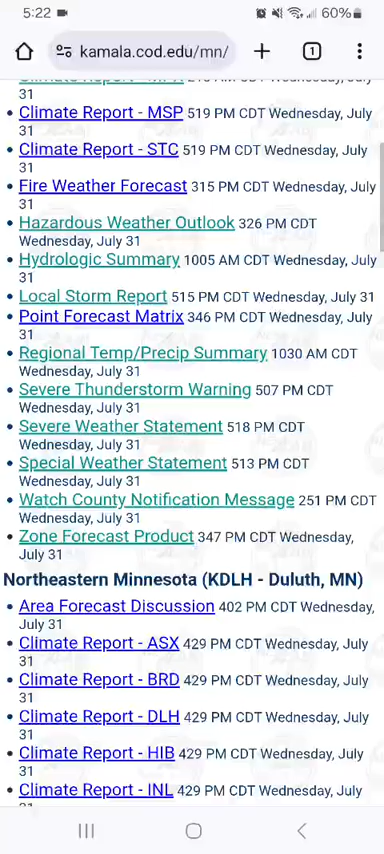 5:22
60%
kamala.cod.edu/mn/
1
31
Climate Report - MSP 519 PM CDT Wednesday, July
31
Climate Report - STC 519 PM CDT Wednesday, July
31
Fire Weather Forecast 315 PM CDT Wednesday, July
31
Hazardous Weather Outlook 326 PM CDT
Wednesday, July 31
Hydrologic Summary 1005 AM CDT Wednesday, July
31
Local Storm Report 515 PM CDT Wednesday, July 31
Point Forecast Matrix 346 PM CDT Wednesday, July
31
Regional Temp/Precip Summary 1030 AM CDT
Wednesday, July 31
Severe Thunderstorm Warning 507 PM CDT
Wednesday, July 31
Severe Weather Statement 518 PM CDT
Wednesday, July 31
Special Weather Statement 513 PM CDT
Wednesday, July 31
Watch County Notification Message 251 PM CDT
Wednesday, July 31
Zone Forecast Product 347 PM CDT Wednesday,
July 31
Northeastern Minnesota (KDLH - Duluth, MN)
Area Forecast Discussion 402 PM CDT Wednesday,
July 31
Climate Report - ASX 429 PM CDT Wednesday, July
31
Climate Report - BRD 429 PM CDT Wednesday, July
31
Climate Report - DLH 429 PM CDT Wednesday, July
31
Climate Report - HIB 429 PM CDT Wednesday, July
31
Climate Report - INL 429 PM CDT Wednesday, July